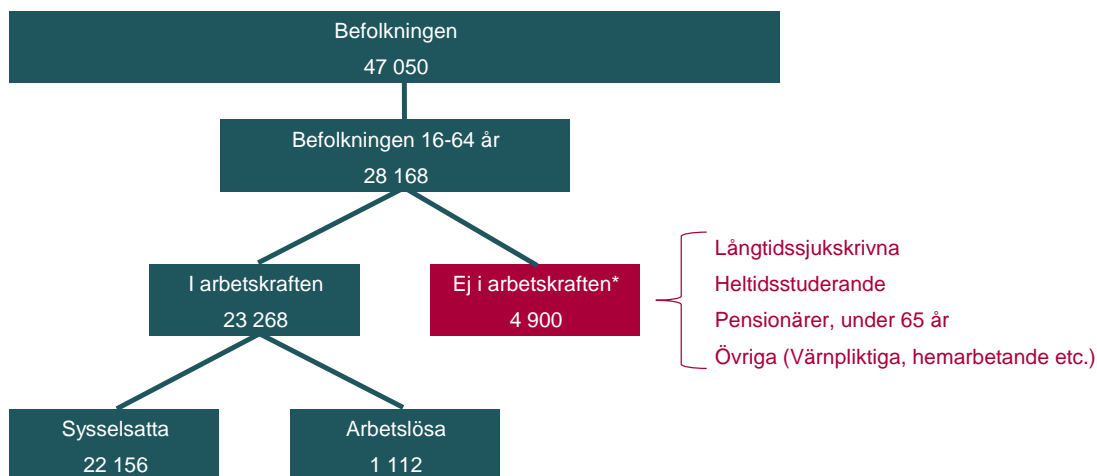 Befolkningen
47 050
Befolkningen 16-64 år
28 168
I arbetskraften
23 268
Ej i arbetskraften*
4 900
Långtidssjukskrivna
Heltidsstuderande
Pensionärer, under 65 år
Övriga (Värnpliktiga, hemarbetande etc.)
Sysselsatta
22 156
Arbetslösa
1 112